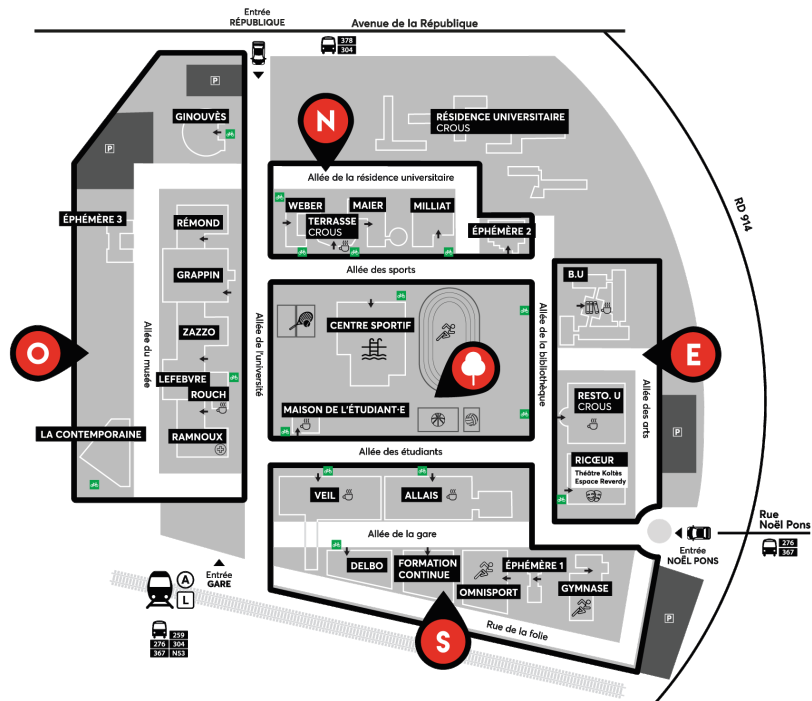 Entrée
RÉPUBLIQUE
Avenue de la République
378
304
P
GINOUVÈS
P
N
RÉSIDENCE UNIVERSITAIRE
CROUS
Allée de la résidence universitaire
RD 914
WEBER
MAIER
MILLIAT
TERRASSE
CROUS
ÉPHÉMÈRE 3
RÉMOND
ÉPHÉMÈRE 2
Allée des sports
GRAPPIN
B.U
O
Allée du musée
ZAZZO
Allée de l'université
CENTRE SPORTIF
Allée de la bibliothèque
E
LEFEBVRE
ROUCH
MAISON DE L'ÉTUDIANT·E
RESTO. U
CROUS
Allée des arts
P
LA CONTEMPORAINE
RAMNOUX
Allée des étudiants
RICŒUR
Théâtre Koltès
Espace Reverdy
VEIL
ALLAIS
Allée de la gare
Rue
Noël Pons
276
367
Entrée
NOËL PONS
Entrée
GARE
DELBO
FORMATION
CONTINUE
ÉPHÉMÈRE 1
OMNISPORT
GYMNASE
A
L
P
S
Rue de la folie
259
276 304
367 N53